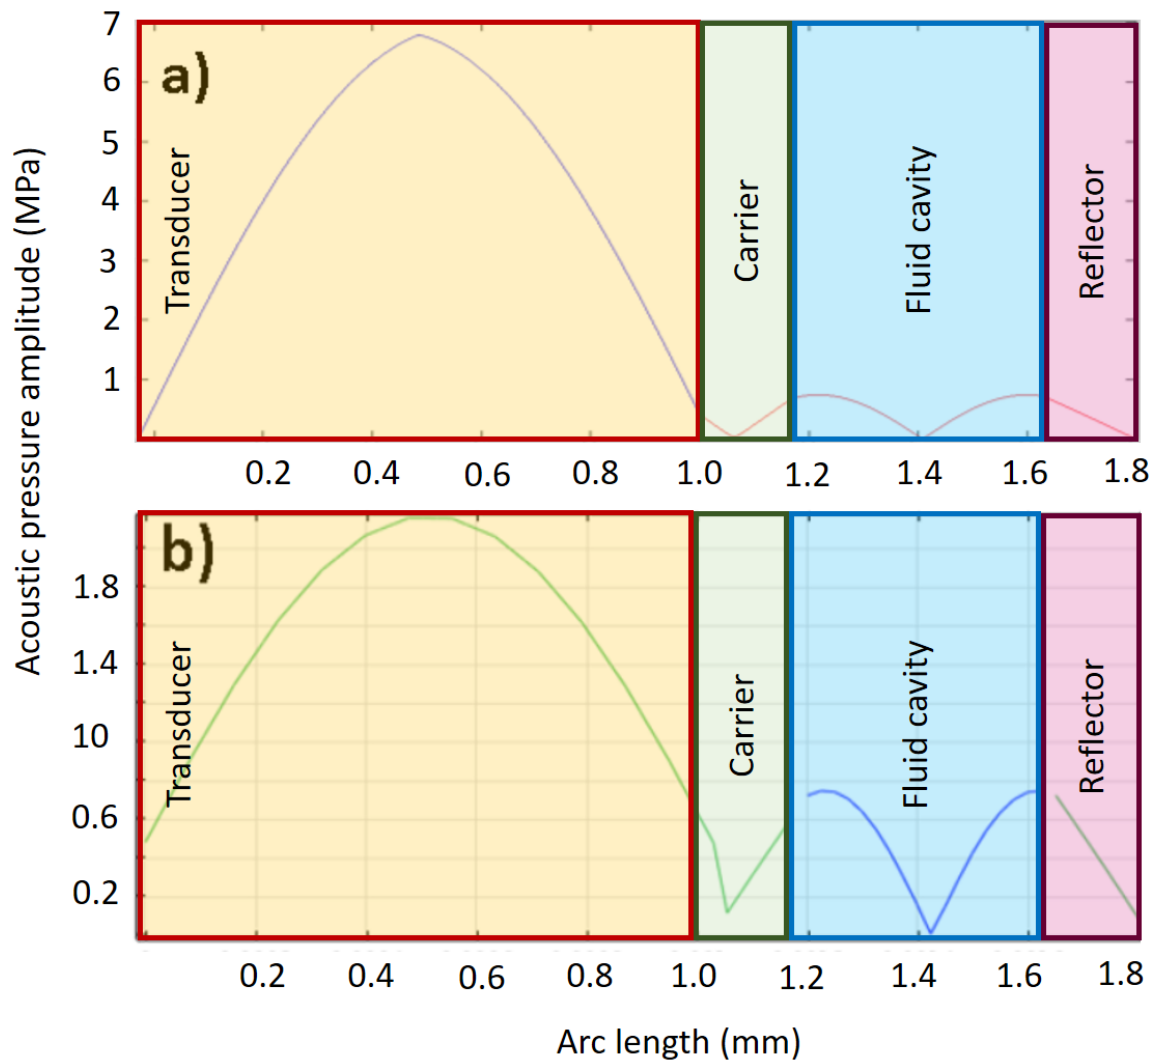 Acoustic pressure amplitude (MPa)
a)
7
6
5
4
3
2
1
Transducer
Carrier
Fluid cavity
Reflector
0.2 0.4 0.6 0.8 1.0 1.2 1.4 1.6 1.8
b)
1.8
1.4
10
0.6
0.2
Transducer
Carrier
Fluid cavity
Reflector
0.2 0.4 0.6 0.8 1.0 1.2 1.4 1.6 1.8
Arc length (mm)